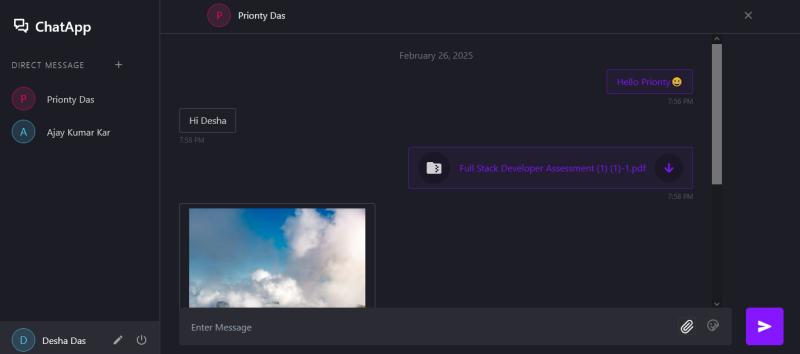 ChatApp
DIRECT MESSAGE +
P Prionty Das
A Ajay Kumar Kar
D Desha Das
P Prionty Das
February 26, 2025
Hello Prionty😀
7:56 PM
Hi Desha
7:58 PM
Full Stack Developer Assessment (1) (1)-1.pdf
7:58 PM
Enter Message